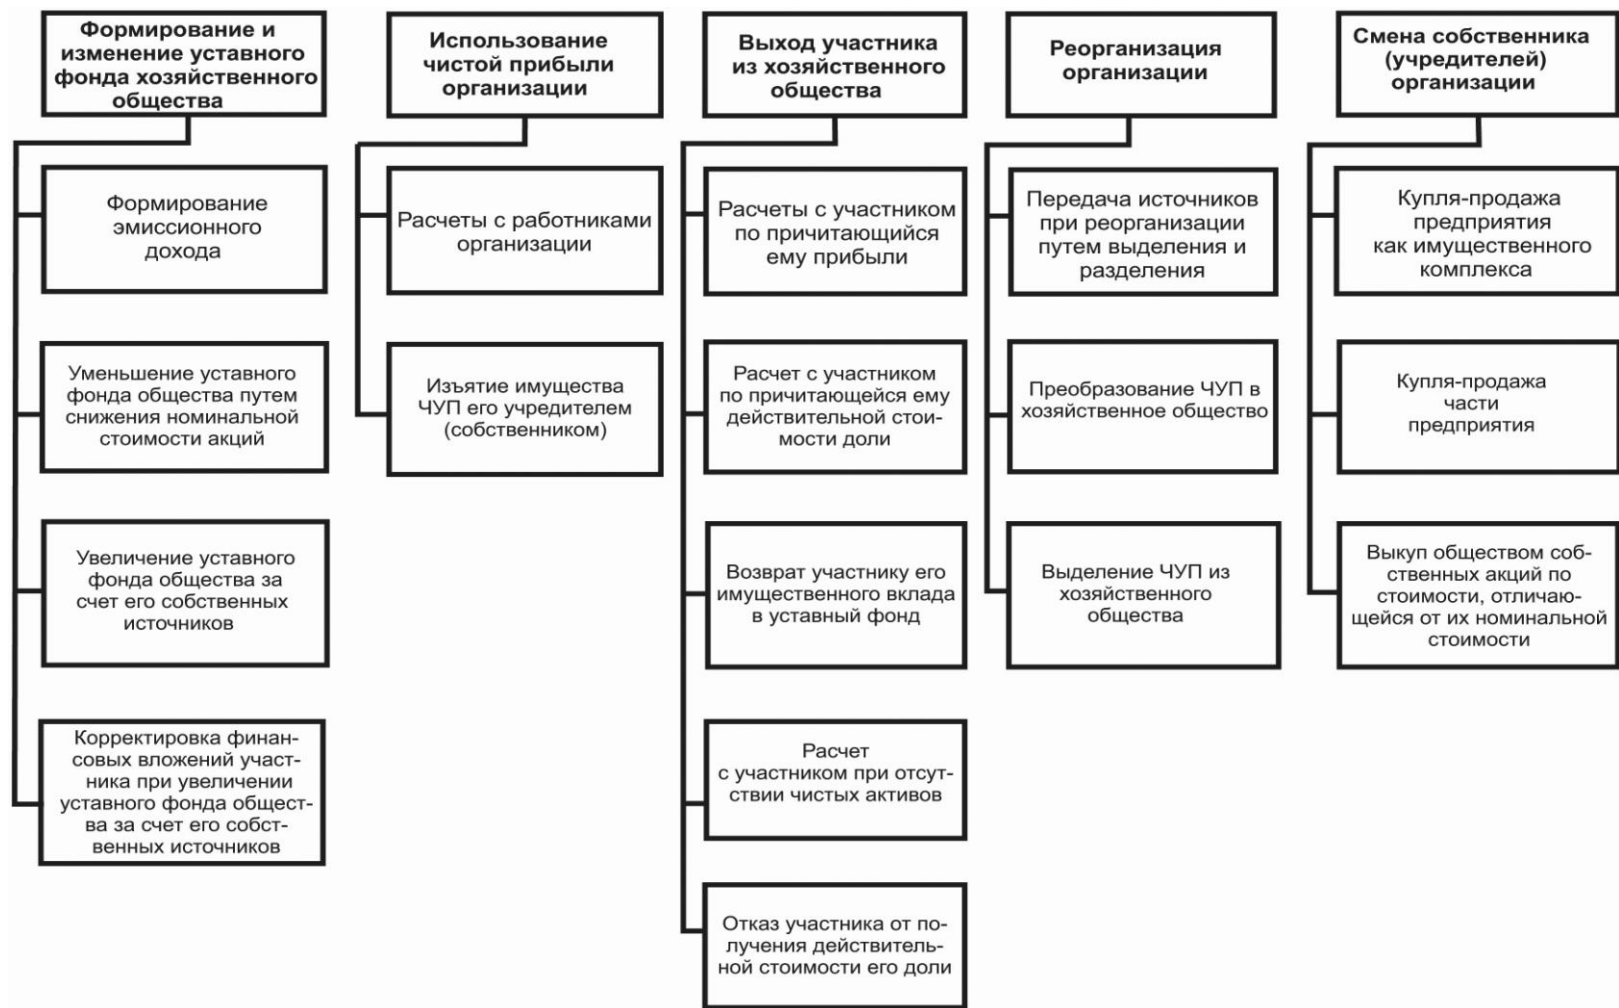 Формирование и
изменение уставного
фонда хозяйственного
общества
Формирование
эмиссионного
дохода
Уменьшение уставного
фонда общества путем
снижения номинальной
стоимости акций
Увеличение уставного
фонда общества за
счет его собственных
источников
Корректировка финан-
совых вложений участ-
ника при увеличении
уставного фонда общест-
ва за счет его собст-
венных источников
Использование
чистой прибыли
организации
Расчеты с работниками
организации
Изъятие имущества
ЧУП его учредителем
(собственником)
Выход участника
из хозяйственного
общества
Расчеты с участником
по причитающийся
ему прибыли
Расчет с участником
по причитающейся ему
действительной стои-
мости доли
Возврат участнику его
имущественного вклада
в уставный фонд
Расчет
с участником при отсут-
ствии чистых активов
Отказ участника от по-
лучения действитель-
ной стоимости его доли
Реорганизация
организации
Передача источников
при реорганизации
путем выделения и
разделения
Преобразование ЧУП в
хозяйственное общество
Выделение ЧУП из
хозяйственного
общества
Смена собственника
(учредителей)
организации
Купля-продажа
предприятия
как имущественного
комплекса
Купля-продажа
части
предприятия
Выкуп обществом соб-
ственных акций по
стоимости, отличаю-
щейся от их номинальной
стоимости